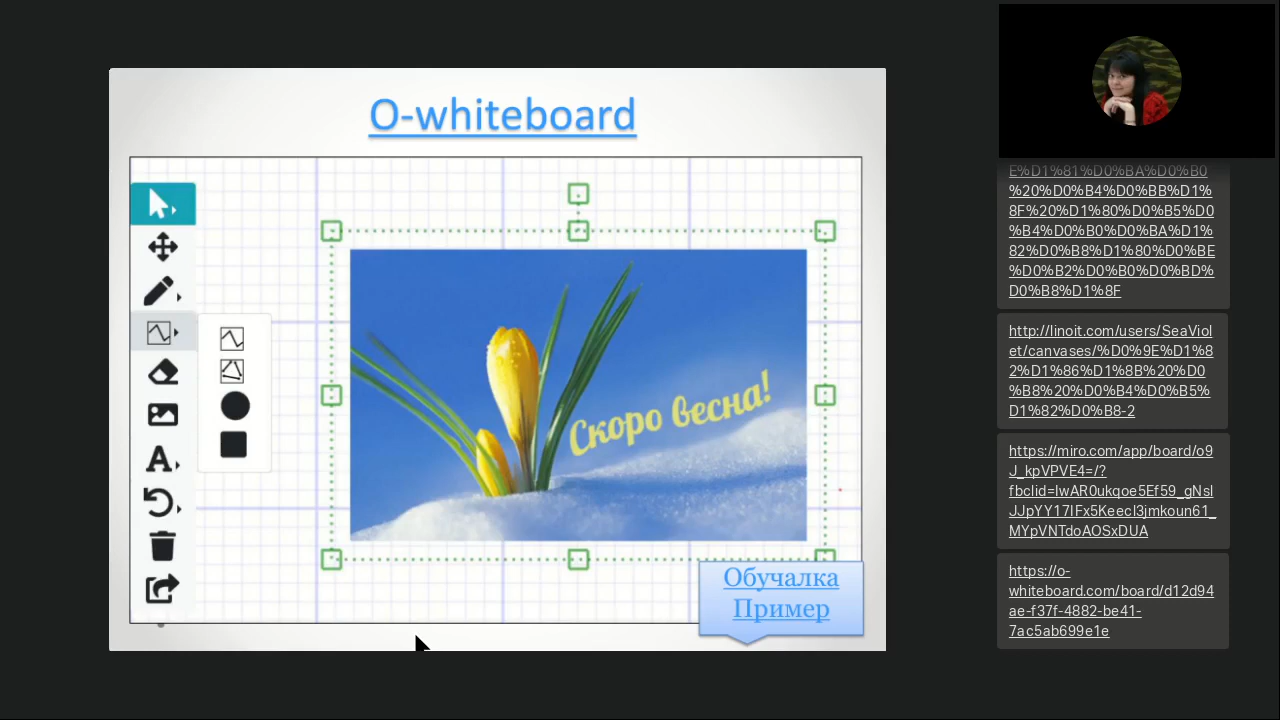 O-whiteboard
Скоро весна!
Обучалка
Пример
E%D1%81%D0%BA%D0%B0
%20%D0%B4%D0%BB%D1%
8F%20%D1%80%D0%B5%D0
%B4%D0%B0%D0%BA%D1%
82%D0%B8%D1%80%D0%BE
%D0%B2%D0%B0%D0%BD%
D0%B8%D1%8F
http://linoit.com/users/SeaViol
et/canvases/%D0%9E%D1%8
2%D1%86%D1%8B%20%D0
%B8%20%D0%B4%D0%B5%
D1%82%D0%B8-2
https://miro.com/app/board/o9
J_kpVPVE4=/?
fbclid=IwAR0ukqoe5Ef59_gNsl
JJpYY17IFx5Keecl3jmkoun61_
MYpVNTdoAOSxDUA
https://o-
whiteboard.com/board/d12d94
ae-f37f-4882-be41-
7ac5ab699e1e